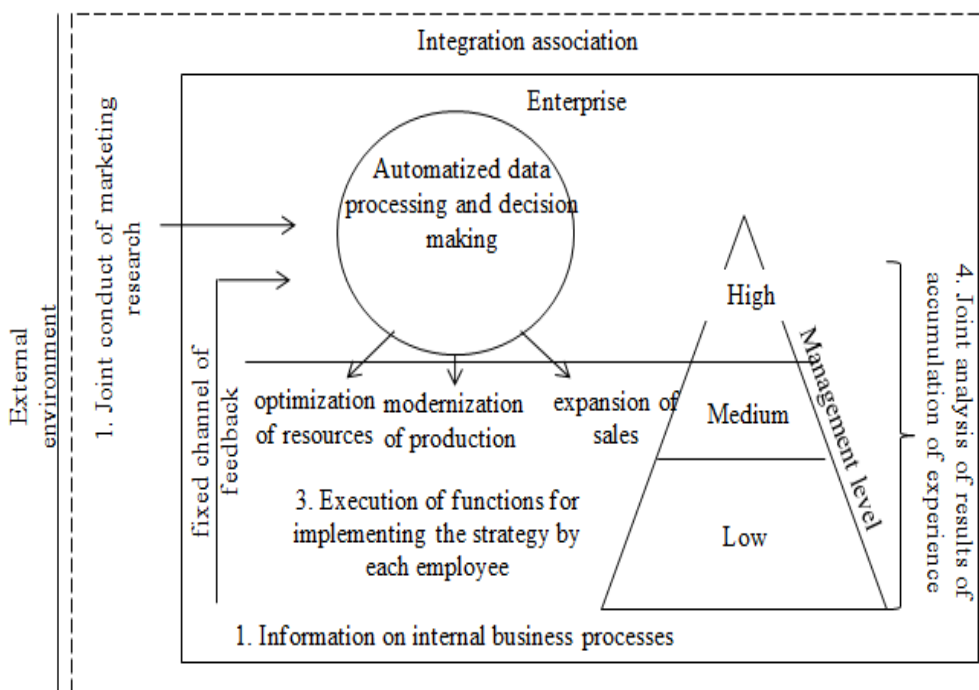 Integration association
Enterprise
External
environment
1. Joint conduct of marketing
research
Automatized data
processing and decision
making
fixed channel of
feedback
optimization
of resources
modernization
of production
expansion of
sales
3. Execution of functions for
implementing the strategy by
each employee
1. Information on internal business processes
High
Medium
Low
Management level
4. Joint analysis of results of
accumulation of experience